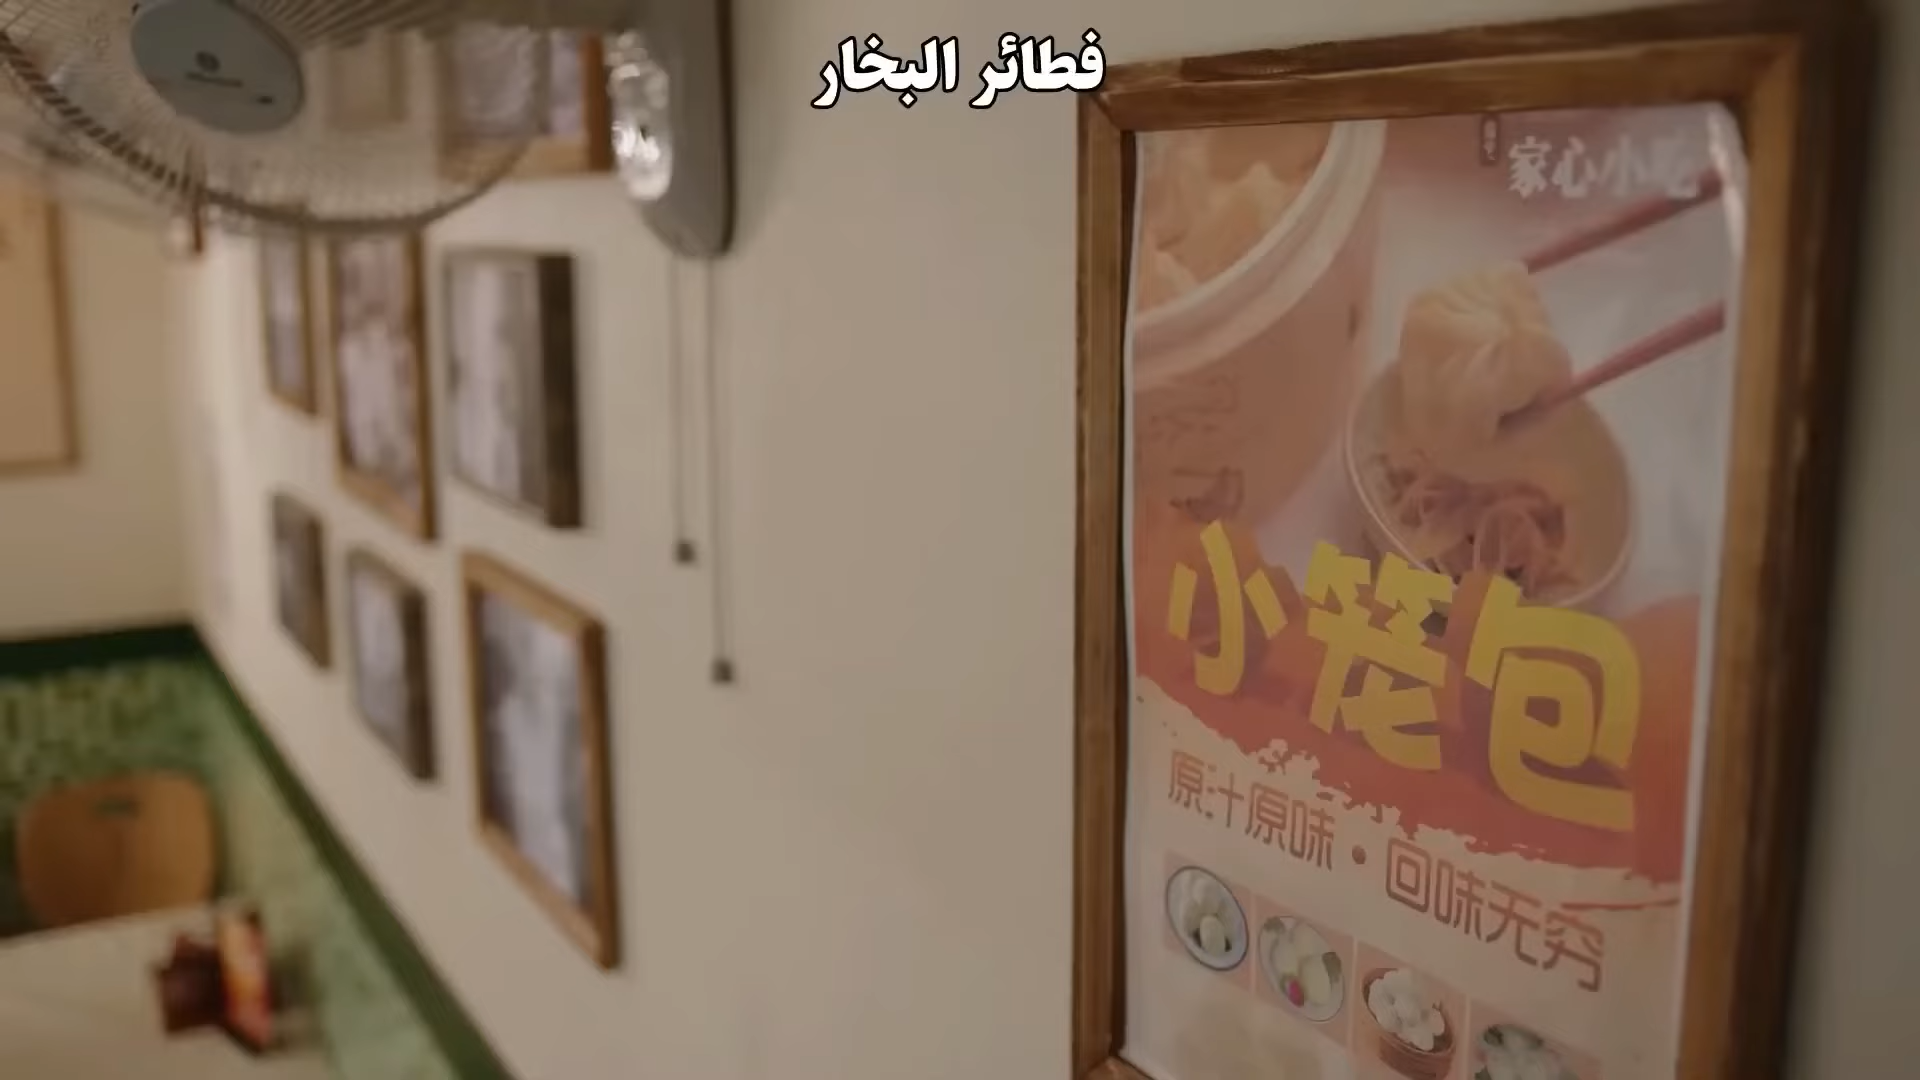 فطائر البخار
家心小吃
小笼包
原汁原味・回味无穷